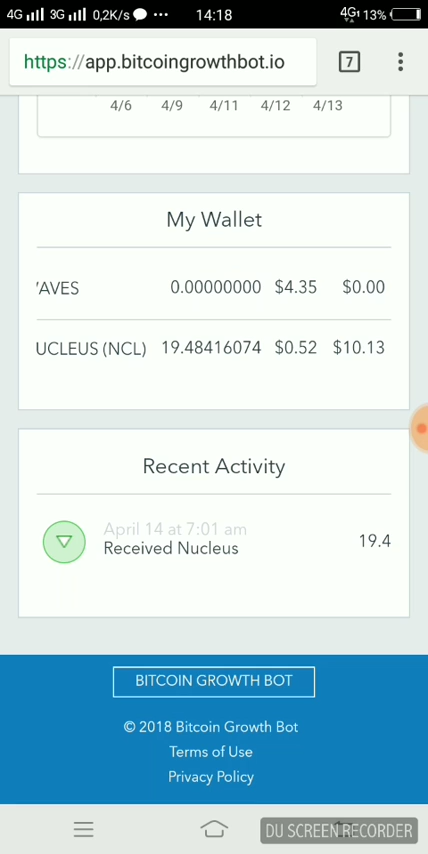 4G 3G 0,2K/s ... 14:18 4G1 13%
https://app.bitcoingrowthbot.io 7
4/6 4/9 4/11 4/12 4/13
My Wallet
'AVES 0.00000000 $4.35 $0.00
UCLEUS (NCL) 19.48416074 $0.52 $10.13
Recent Activity
April 14 at 7:01 am
Received Nucleus 19.4
BITCOIN GROWTH BOT
© 2018 Bitcoin Growth Bot
Terms of Use
Privacy Policy
DU SCREEN RECORDER